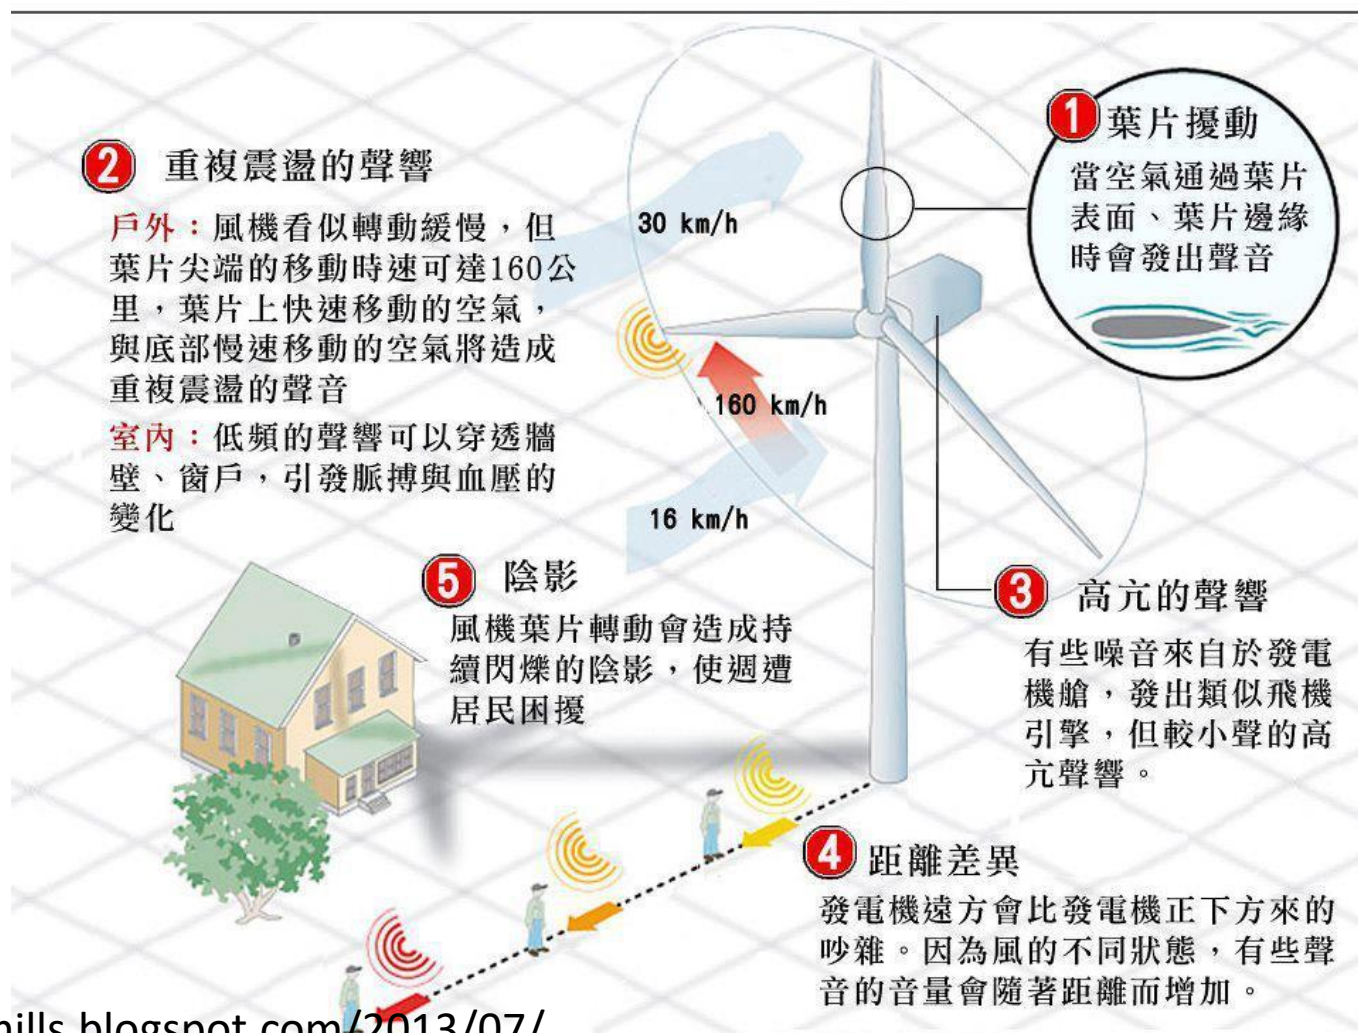 1 葉片擾動
當空氣通過葉片
表面、葉片邊緣
時會發出聲音
2 重複震盪的聲響
戶外：風機看似轉動緩慢，但
葉片尖端的移動時速可達160公
里，葉片上快速移動的空氣，
與底部慢速移動的空氣將造成
重複震盪的聲音
室內：低頻的聲響可以穿透牆
壁、窗戶，引發脈搏與血壓的
變化
30 km/h
160 km/h
16 km/h
3 高亢的聲響
有些噪音來自於發電
機艙，發出類似飛機
引擎，但較小聲的高
亢聲響。
4 距離差異
發電機遠方會比發電機正下方來的
吵雜。因為風的不同狀態，有些聲
音的音量會隨著距離而增加。
5 陰影
風機葉片轉動會造成持
續閃爍的陰影，使週遭
居民困擾
ills.blogspot.com/2013/07/